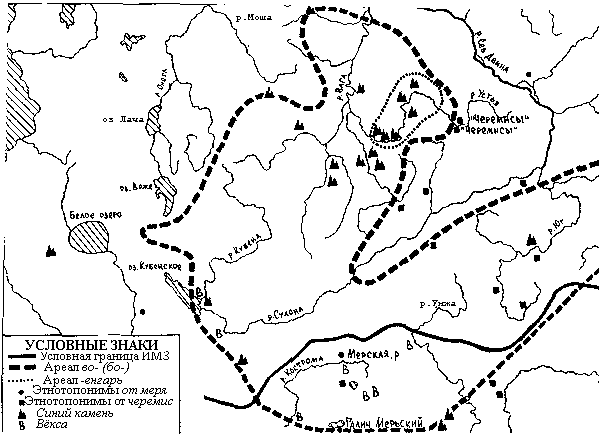 р.Моша
р.Онега
р.Вага
р.Сев Двина
р Устья
"ЧЕРЕМИСЫ"
"ЧЕРЕМИСЫ"
оз Лача
оз. Воже
Белое озеро
р.Кубена
р.Юг
оз.Кубенское
В
р.Сухона
В
р.Унжа
Кострома
Мерская, р
В
В
В В
В
Галич Мерьский
УСЛОВНЫЕ ЗНАКИ
Условная граница ИМЗ
Ареал во- (бо-)
Ареал -енгарь
Этнотопонимы от меря
Этнотопонимы от черемис
Синий камень
В Вёкса